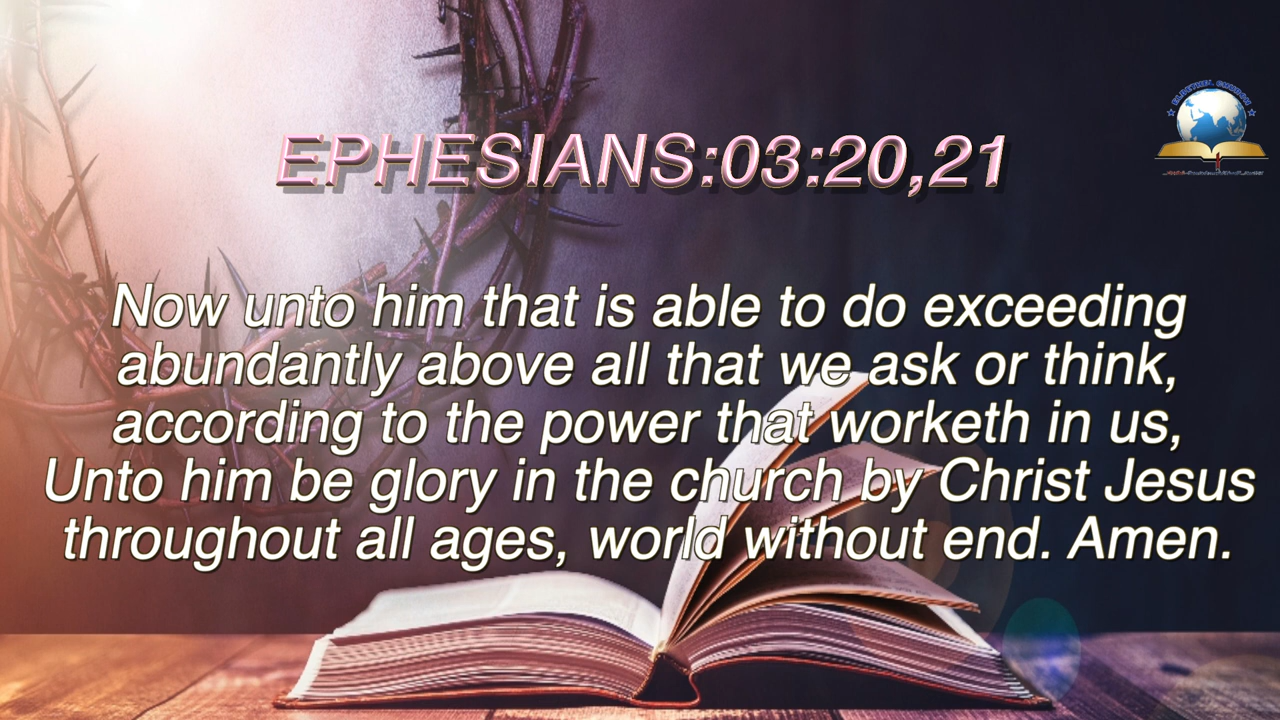 EPHESIANS:03:20,21
Now unto him that is able to do exceeding
abundantly above all that we ask or think,
according to the power that worketh in us,
Unto him be glory in the church by Christ Jesus
throughout all ages, world without end. Amen.